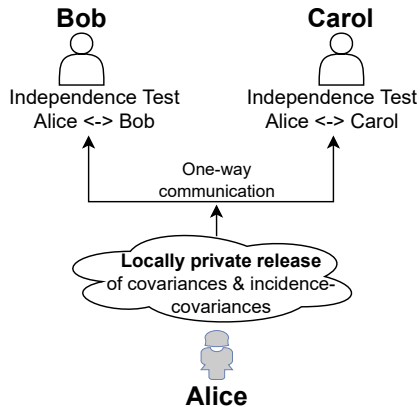 Bob
Carol
Independence Test
Alice <-> Bob
Independence Test
Alice <-> Carol
One-way
communication
Locally private release
of covariances & incidence-
covariances
Alice